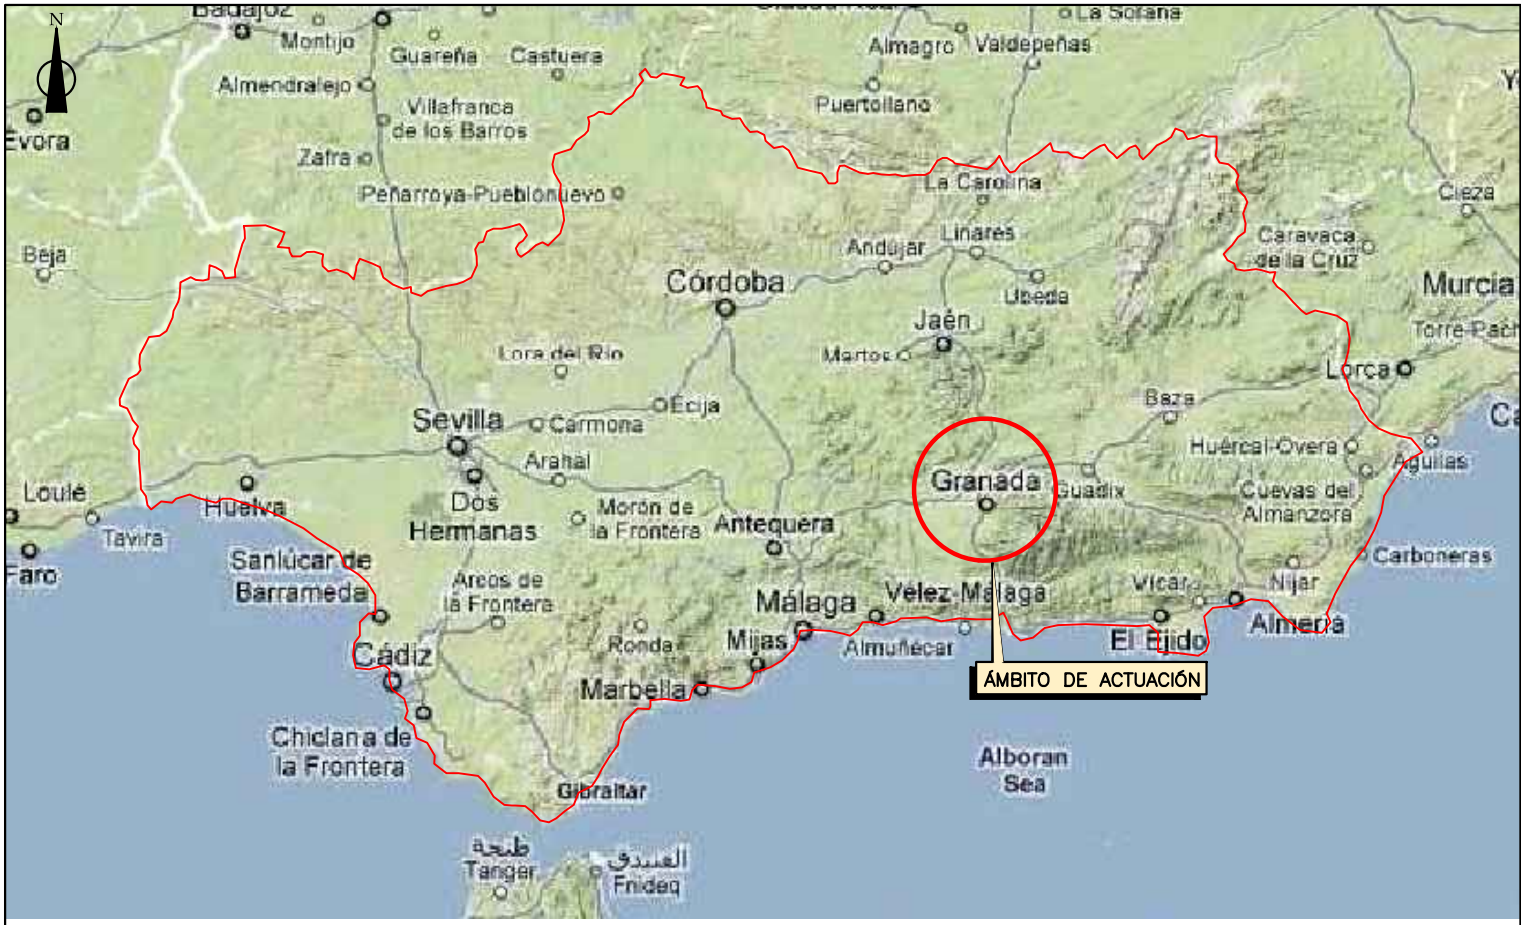 N
Badajoz
Montijo
Guareña
Castuera
La Solana
Almagro
Valdepeñas
Almendralejo
Puertollano
Villafranca
de los Barros
Évora
Zafra
Peñarroya-Pueblonuevo
La Carolina
Cieza
Beja
Andújar
Linares
Caravaca
de la Cruz
Córdoba
Úbeda
Murcia
Jaén
Torre-Pach
Lora del Río
Martos
Lorca
Écija
Baza
Sevilla
Carmona
Huércal-Overa
Águilas
Arahal
Granada
Guadix
Loulé
Huelva
Dos
Hermanas
Morón de
la Frontera
Antequera
Cuevas del
Almanzora
Tavira
Faro
Sanlúcar de
Barrameda
Arcos de
la Frontera
Carboneras
Málaga
Vélez-Málaga
Vícar
Níjar
Ronda
Mijas
Almuñécar
El Ejido
Almería
Cádiz
Marbella
ÁMBITO DE ACTUACIÓN
Chiclana de
la Frontera
Alboran
Sea
Gibraltar
طنجة
Tanger
الفنيدق
Fnideq